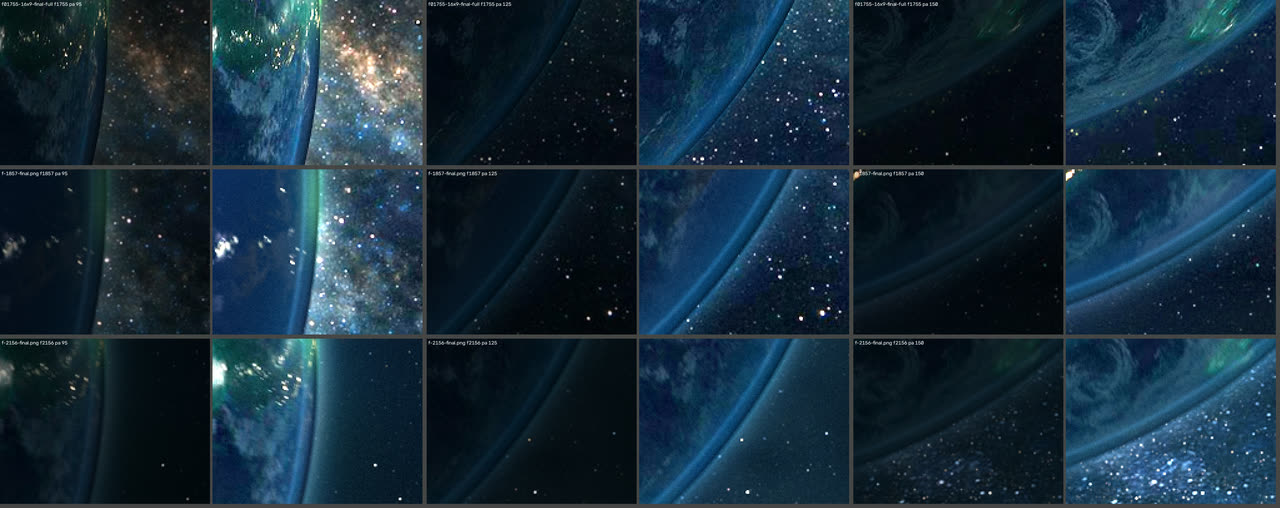 f01755-16x9-final-full f1755 pa 95
f01755-16x9-final-full f1755 pa 125
f01755-16x9-final-full f1755 pa 150
f-1857-final.png f1857 pa 95
f-1857-final.png f1857 pa 125
1857-final.png f1857 pa 150
f-2156-final.png f2156 pa 95
f-2156-final.png f2156 pa 125
f-2156-final.png f2156 pa 150